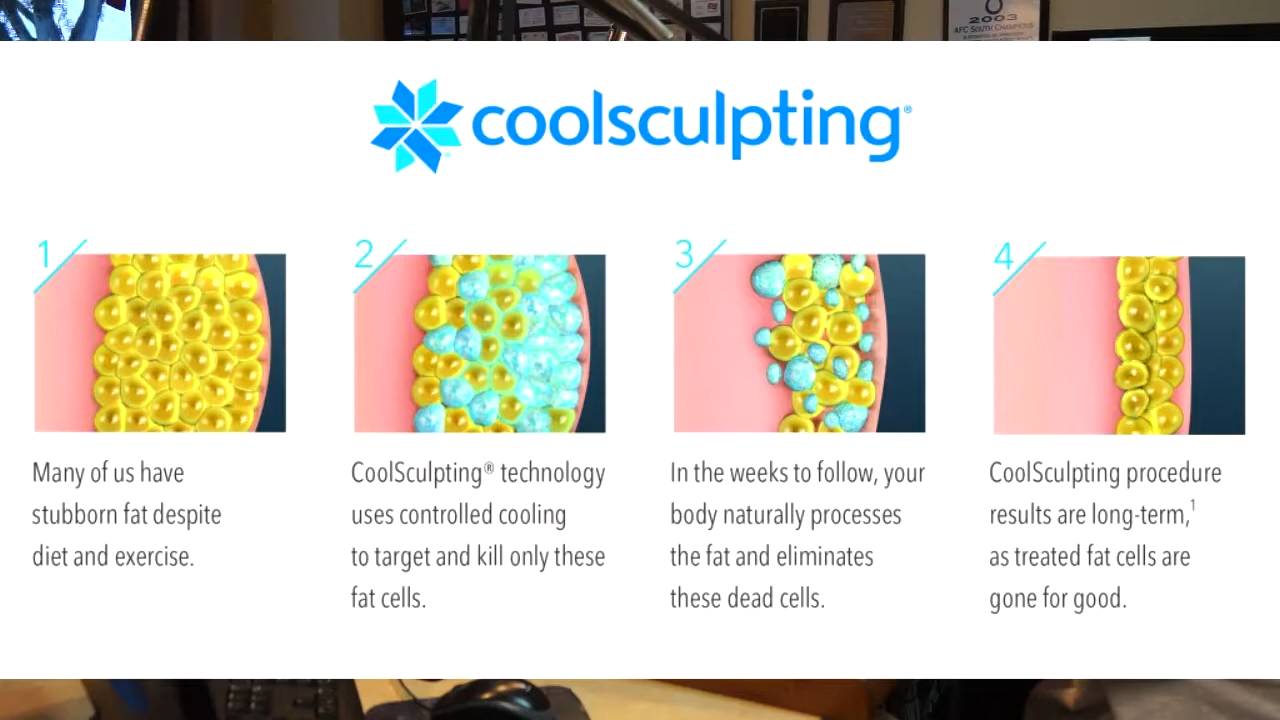 2003
AFC SOUTH CHAMPIONS
coolsculpting®
1
2
3
4
Many of us have
stubborn fat despite
diet and exercise.
CoolSculpting® technology
uses controlled cooling
to target and kill only these
fat cells.
In the weeks to follow, your
body naturally processes
the fat and eliminates
these dead cells.
CoolSculpting procedure
results are long-term,¹
as treated fat cells are
gone for good.